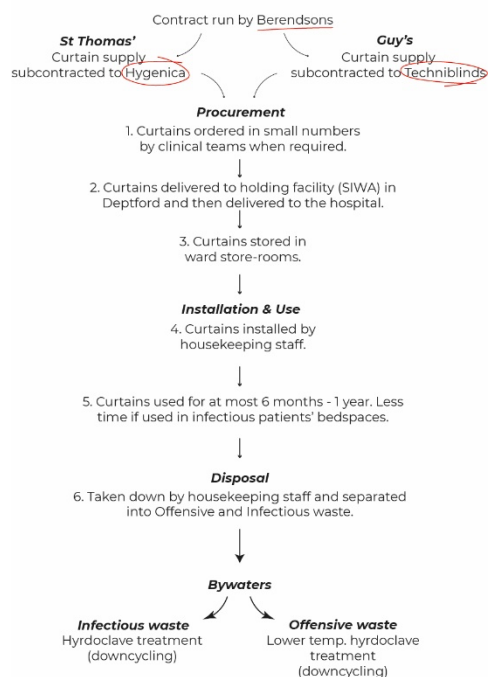 Contract run by Berendsons
St Thomas’
Curtain supply
subcontracted to Hygenica
Guy’s
Curtain supply
subcontracted to Techniblinds
Procurement
1. Curtains ordered in small numbers
by clinical teams when required.
2. Curtains delivered to holding facility (SIWA) in
Deptford and then delivered to the hospital.
3. Curtains stored in
ward store-rooms.
Installation & Use
4. Curtains installed by
housekeeping staff.
5. Curtains used for at most 6 months - 1 year. Less
time if used in infectious patients’ bedspaces.
Disposal
6. Taken down by housekeeping staff and separated
into Offensive and Infectious waste.
Bywaters
Infectious waste
Hyrdoclave treatment
(downcycling)
Offensive waste
Lower temp. hyrdoclave
treatment
(downcycling)